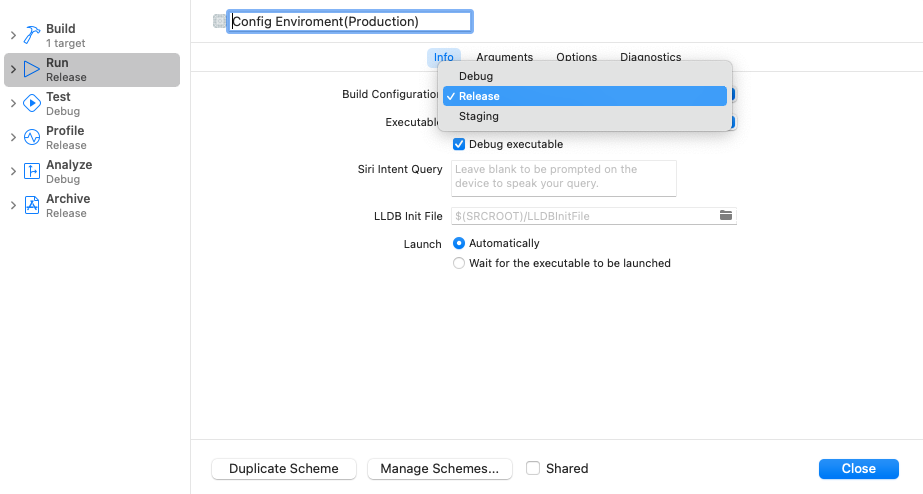 Build
1 target
Run
Release
Test
Debug
Profile
Release
Analyze
Debug
Archive
Release
Config Enviroment(Production)
Info Arguments Options Diagnostics
Build Configuration
Debug
Release
Staging
Executable
Debug executable
Siri Intent Query
Leave blank to be prompted on the
device to speak your query.
LLDB Init File
$(SRCROOT)/LLDBInitFile
Launch
Automatically
Wait for the executable to be launched
Duplicate Scheme
Manage Schemes...
Shared
Close